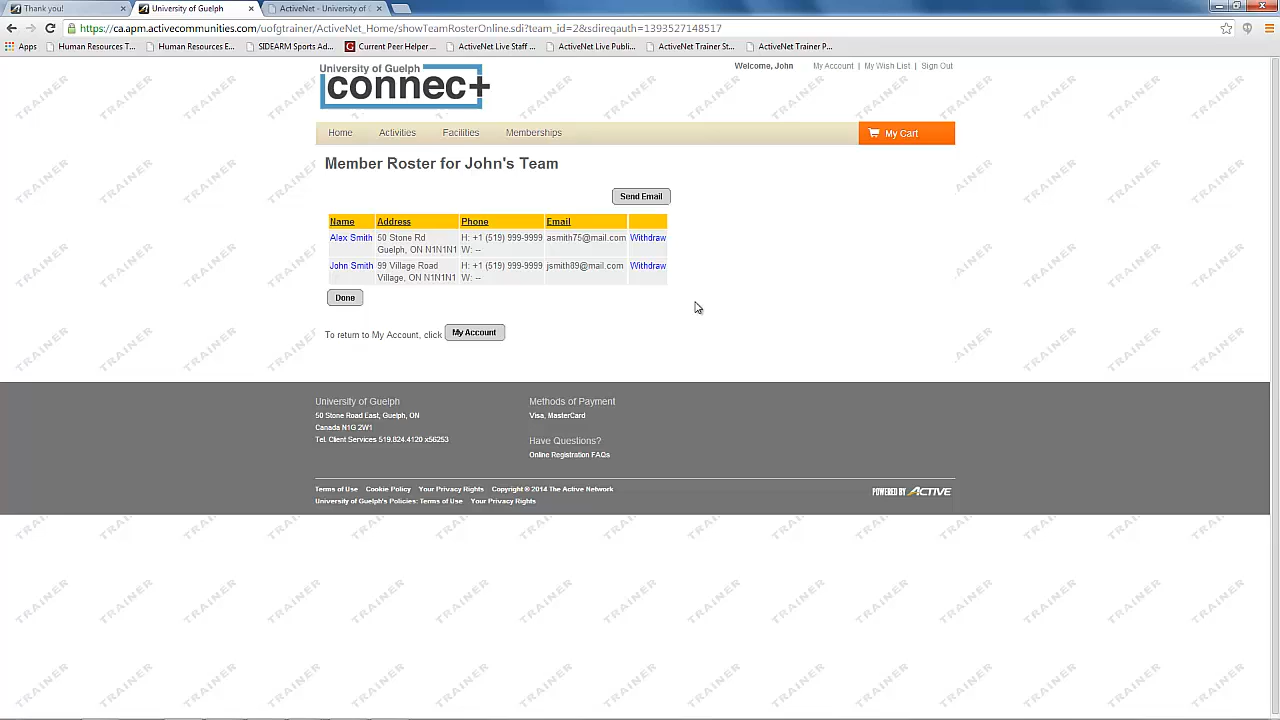 Thank you!
University of Guelph
ActiveNet - University of G
https://ca.apm.activecommunities.com/uofgtrainer/ActiveNet_Home/showTeamRosterOnline.sdi?team_id=2&sdireqauth=1393527148517
Apps Human Resources T... Human Resources E... SIDEARM Sports Ad... Current Peer Helper ... ActiveNet Live Staff ... ActiveNet Live Publi... ActiveNet Trainer St... ActiveNet Trainer P...
University of Guelph
connec+
Welcome, John My Account | My Wish List | Sign Out
Home Activities Facilities Memberships My Cart
Member Roster for John's Team
Send Email
Name Address Phone Email
Alex Smith 50 Stone Rd H: +1 (519) 999-9999 asmith75@mail.com Withdraw
Guelph, ON N1N1N1 W: --
John Smith 99 Village Road H: +1 (519) 999-9999 jsmith89@mail.com Withdraw
Village, ON N1N1N1 W: --
Done
To return to My Account, click My Account
University of Guelph
50 Stone Road East, Guelph, ON
Canada N1G 2W1
Tel. Client Services 519.824.4120 x56253
Methods of Payment
Visa, MasterCard
Have Questions?
Online Registration FAQs
Terms of Use Cookie Policy Your Privacy Rights Copyright © 2014 The Active Network
University of Guelph's Policies: Terms of Use Your Privacy Rights
POWERED BY ACTIVE
TRAINER